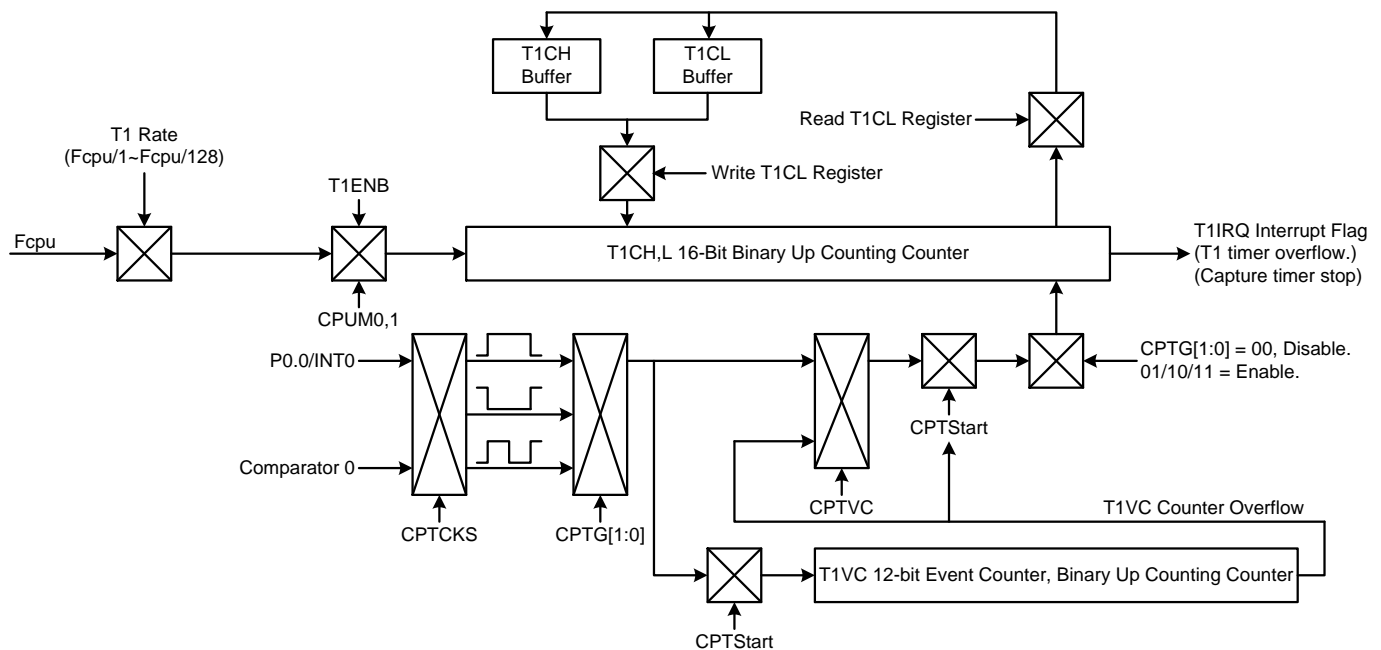 T1CH
Buffer
T1CL
Buffer
Read T1CL Register
T1 Rate
(Fcpu/1~Fcpu/128)
Write T1CL Register
T1ENB
Fcpu
T1CH,L 16-Bit Binary Up Counting Counter
T1IRQ Interrupt Flag
(T1 timer overflow.)
(Capture timer stop)
CPUM0,1
P0.0/INT0
CPTG[1:0] = 00, Disable.
01/10/11 = Enable.
CPTStart
Comparator 0
CPTVC
T1VC Counter Overflow
CPTCKS
CPTG[1:0]
T1VC 12-bit Event Counter, Binary Up Counting Counter
CPTStart